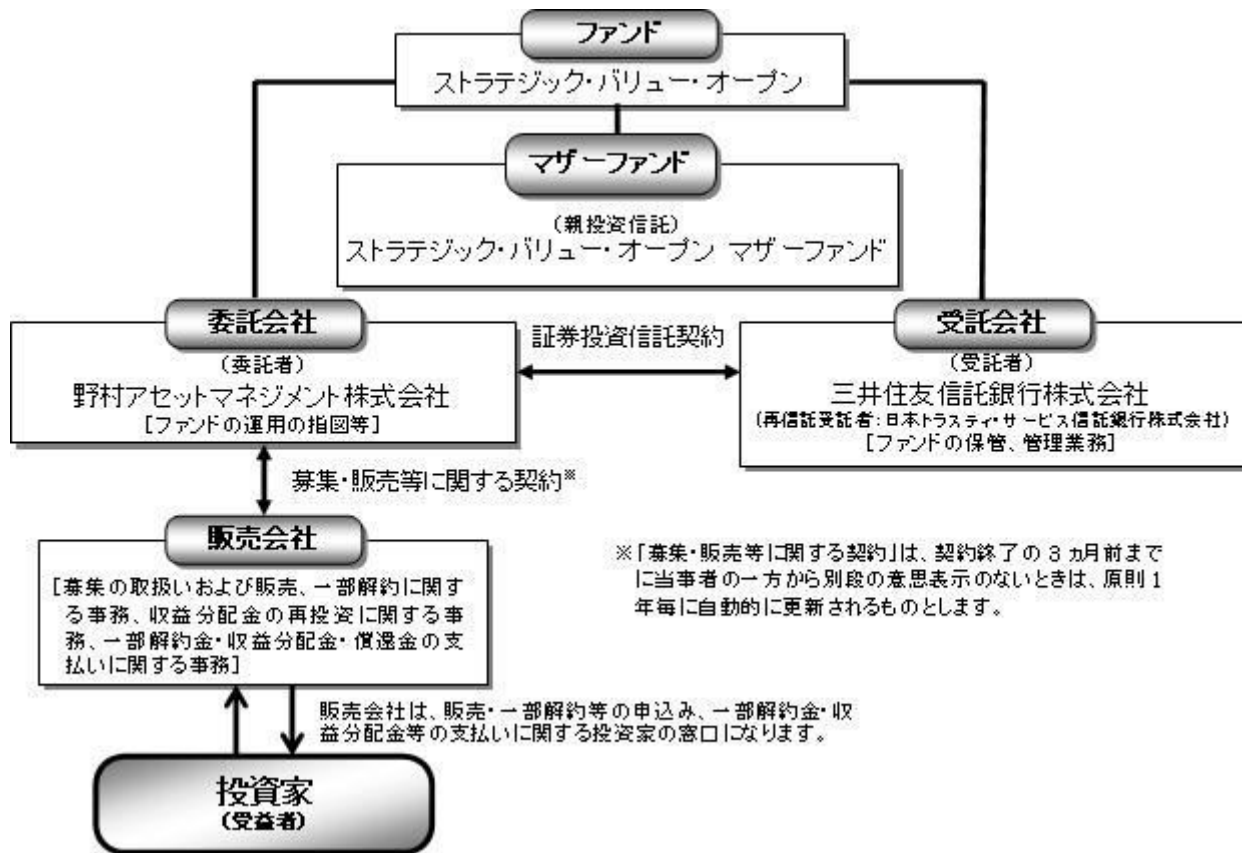 ファンド
ストラテジック・バリュー・オープン
マザーファンド
(親投資信託)
ストラテジック・バリュー・オープン マザーファンド
委託会社
(委託者)
野村アセットマネジメント株式会社
[ファンドの運用の指図等]
証券投資信託契約
受託会社
(受託者)
三井住友信託銀行株式会社
(再信託受託者:日本トラスティ・サービス信託銀行株式会社)
[ファンドの保管、管理業務]
募集・販売等に関する契約※
販売会社
[募集の取扱いおよび販売、一部解約に関す
る事務、収益分配金の再投資に関する事
務、一部解約金・収益分配金・償還金の支
払いに関する事務]
※「募集・販売等に関する契約」は、契約終了の3ヵ月前まで
に当事者の一方から別段の意思表示のないときは、原則1
年毎に自動的に更新されるものとします。
販売会社は、販売・一部解約等の申込み、一部解約金・収
益分配金等の支払いに関する投資家の窓口になります。
投資家
(受益者)